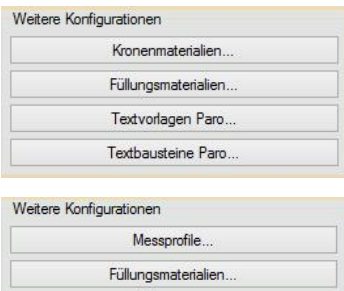 Weitere Konfigurationen
Kronenmaterialien...
Füllungsmaterialien...
Textvorlagen Paro...
Textbausteine Paro...
Weitere Konfigurationen
Messprofile...
Füllungsmaterialien...